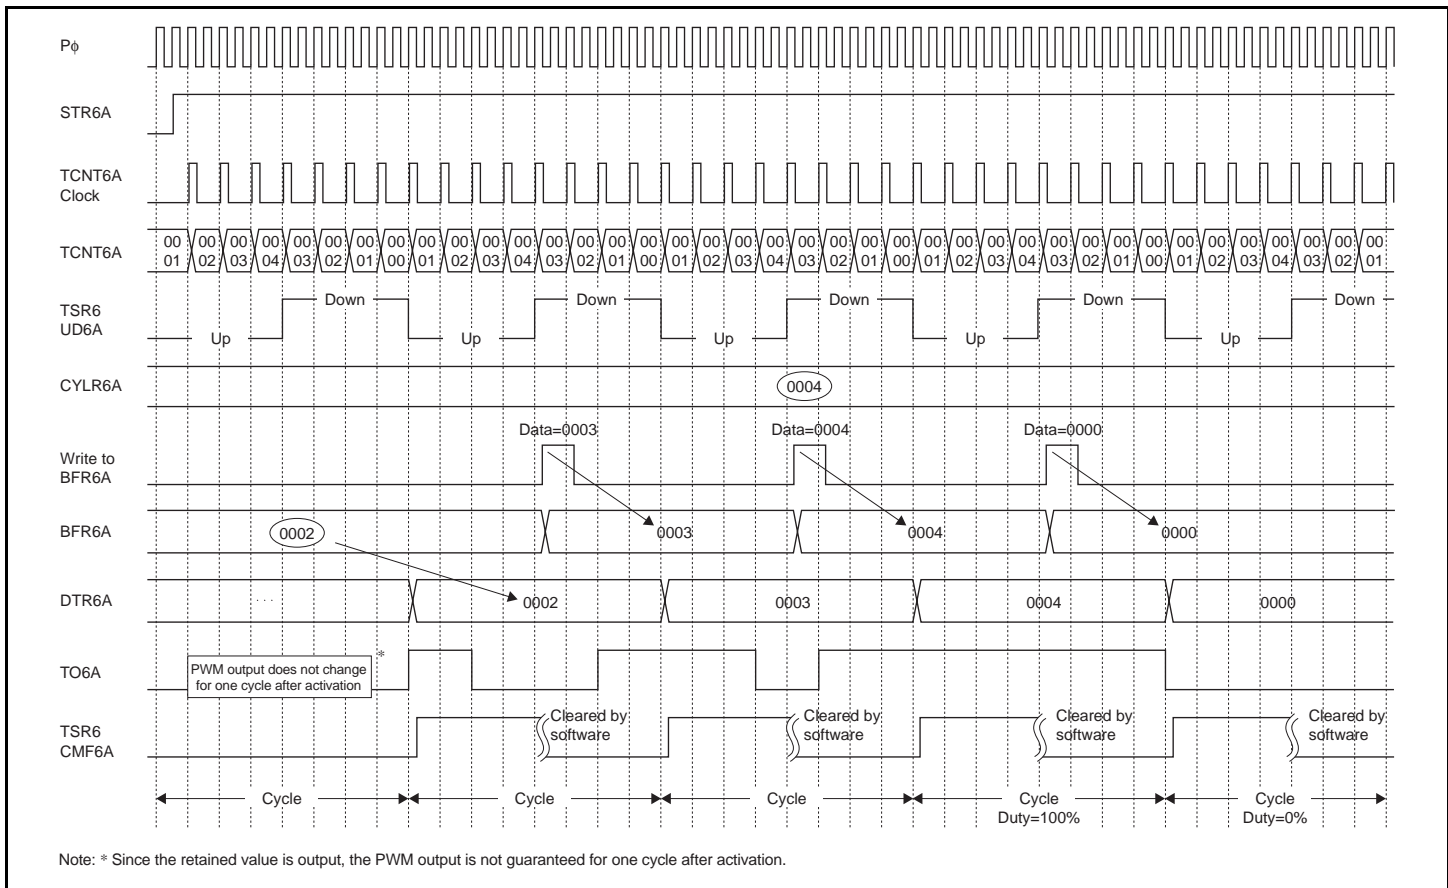 Pϕ
STR6A
TCNT6A
Clock
TCNT6A
00 00 00 00 00 00 00 00 00 00 00 00 00 00 00 00 00 00 00 00 00 00 00 00 00 00 00 00 00 00 00 00 00 00 00 00 00 00 00
01 02 03 04 03 02 01 00 01 02 03 04 03 02 01 00 01 02 03 04 03 02 01 00 01 02 03 04 03 02 01 00 01 02 03 04 03 02 01
TSR6
UD6A
Down Down Down Down Down
Up Up Up Up Up
CYLR6A
0004
Data=0003 Data=0004 Data=0000
Write to
BFR6A
BFR6A
0002 0003 0004 0000
DTR6A
... 0002 0003 0004 0000
TO6A
PWM output does not change
for one cycle after activation
*
TSR6
CMF6A
Cleared by
software
Cleared by
software
Cleared by
software
Cleared by
software
Cycle Cycle Cycle Cycle Cycle
Duty=100% Duty=0%
Note: * Since the retained value is output, the PWM output is not guaranteed for one cycle after activation.